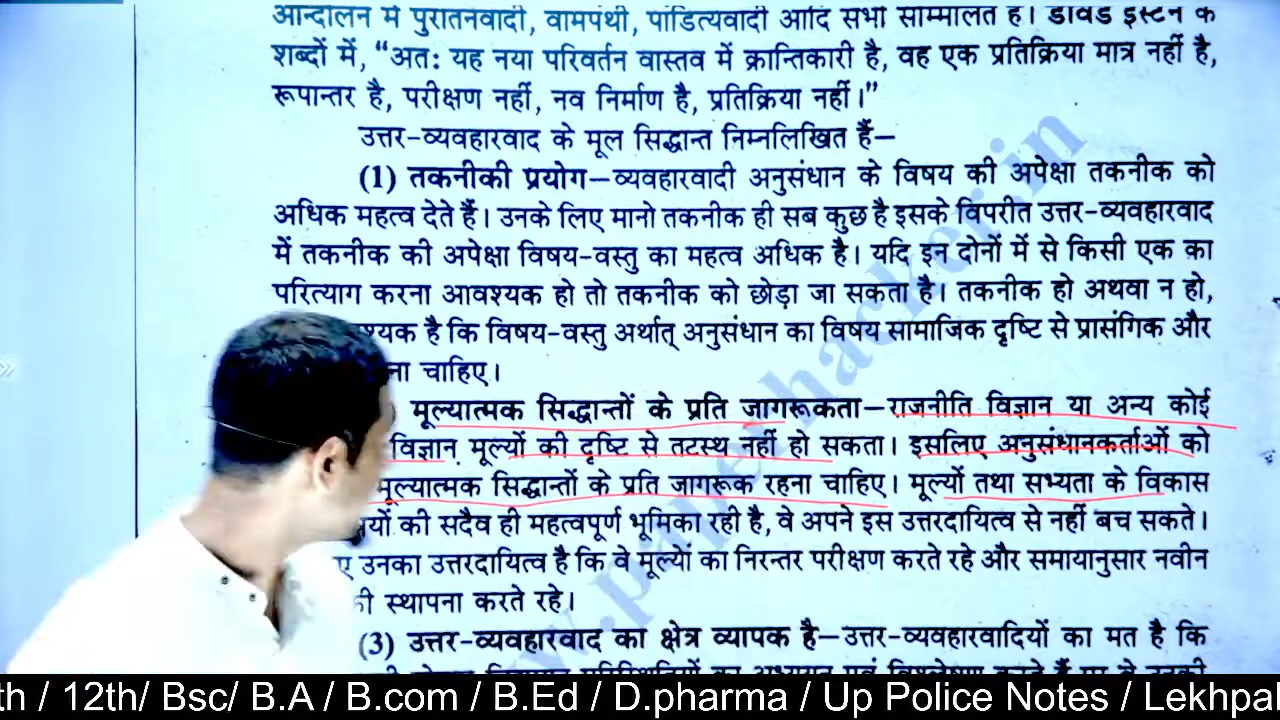 आन्दोलन में पुरातनवादी, वामपंथी, पांडित्यवादी आदि सभी सम्मिलित हैं। डेविड इस्टन के
शब्दों में, “अतः यह नया परिवर्तन वास्तव में क्रान्तिकारी है, वह एक प्रतिक्रिया मात्र नहीं है,
रूपान्तर है, परीक्षण नहीं, नव निर्माण है, प्रतिक्रिया नहीं।”
उत्तर-व्यवहारवाद के मूल सिद्धान्त निम्नलिखित हैं—
(1) तकनीकी प्रयोग—व्यवहारवादी अनुसंधान के विषय की अपेक्षा तकनीक को
अधिक महत्व देते हैं। उनके लिए मानो तकनीक ही सब कुछ है इसके विपरीत उत्तर-व्यवहारवाद
में तकनीक की अपेक्षा विषय-वस्तु का महत्व अधिक है। यदि इन दोनों में से किसी एक का
परित्याग करना आवश्यक हो तो तकनीक को छोड़ा जा सकता है। तकनीक हो अथवा न हो,
श्यक है कि विषय-वस्तु अर्थात् अनुसंधान का विषय सामाजिक दृष्टि से प्रासंगिक और
ना चाहिए।
मूल्यात्मक सिद्धान्तों के प्रति जागरूकता—राजनीति विज्ञान या अन्य कोई
विज्ञान मूल्यों की दृष्टि से तटस्थ नहीं हो सकता। इसलिए अनुसंधानकर्ताओं को
मूल्यात्मक सिद्धान्तों के प्रति जागरूक रहना चाहिए। मूल्यों तथा सभ्यता के विकास
यों की सदैव ही महत्वपूर्ण भूमिका रही है, वे अपने इस उत्तरदायित्व से नहीं बच सकते।
ए उनका उत्तरदायित्व है कि वे मूल्यों का निरन्तर परीक्षण करते रहे और समायानुसार नवीन
की स्थापना करते रहे।
(3) उत्तर-व्यवहारवाद का क्षेत्र व्यापक है—उत्तर-व्यवहारवादियों का मत है कि
th / 12th/ Bsc/ B.A / B.com / B.Ed / D.pharma / Up Police Notes / Lekhpal